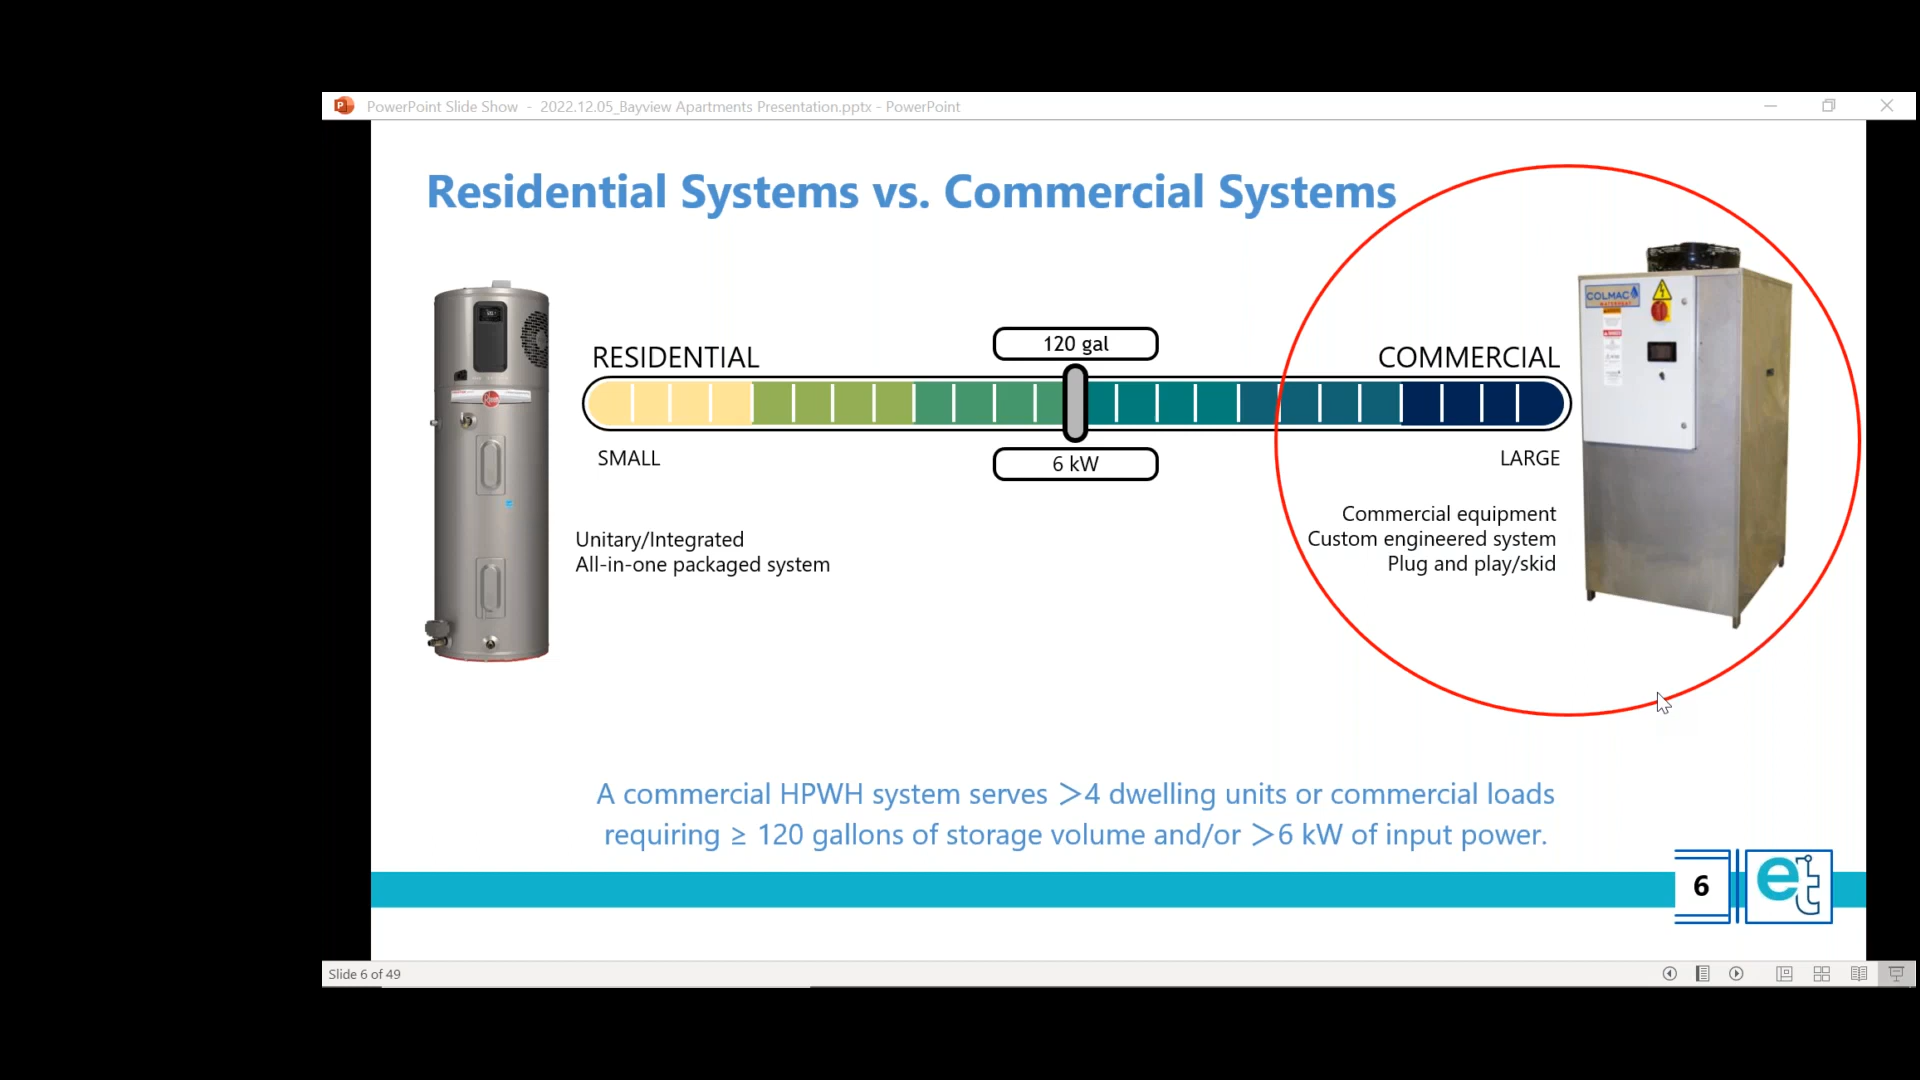 PowerPoint Slide Show - 2022.12.05_Bayview Apartments Presentation.pptx - PowerPoint
Residential Systems vs. Commercial Systems
COLMAC
120 gal
RESIDENTIAL
COMMERCIAL
SMALL
6 kW
LARGE
Commercial equipment
Custom engineered system
Plug and play/skid
Unitary/Integrated
All-in-one packaged system
A commercial HPWH system serves >4 dwelling units or commercial loads
requiring ≥ 120 gallons of storage volume and/or >6 kW of input power.
6
et
Slide 6 of 49